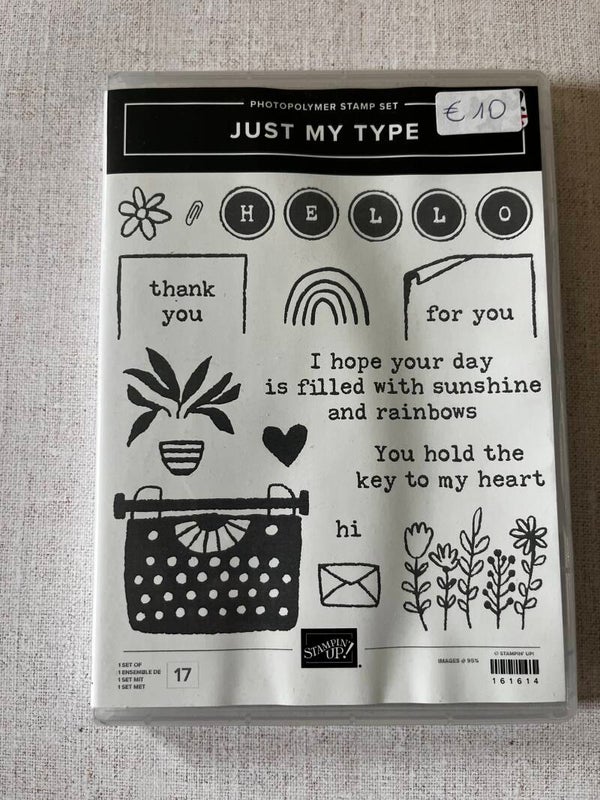 PHOTOPOLYMER STAMP SET
JUST MY TYPE
€ 10
H E L L O
thank
you
for you
I hope your day
is filled with sunshine
and rainbows
You hold the
key to my heart
hi
STAMPIN' UP!
1 SET OF
1 ENSEMBLE DE
1 SET MIT
1 SET MET
17
IMAGES @ 95%
© STAMPIN' UP!
161614